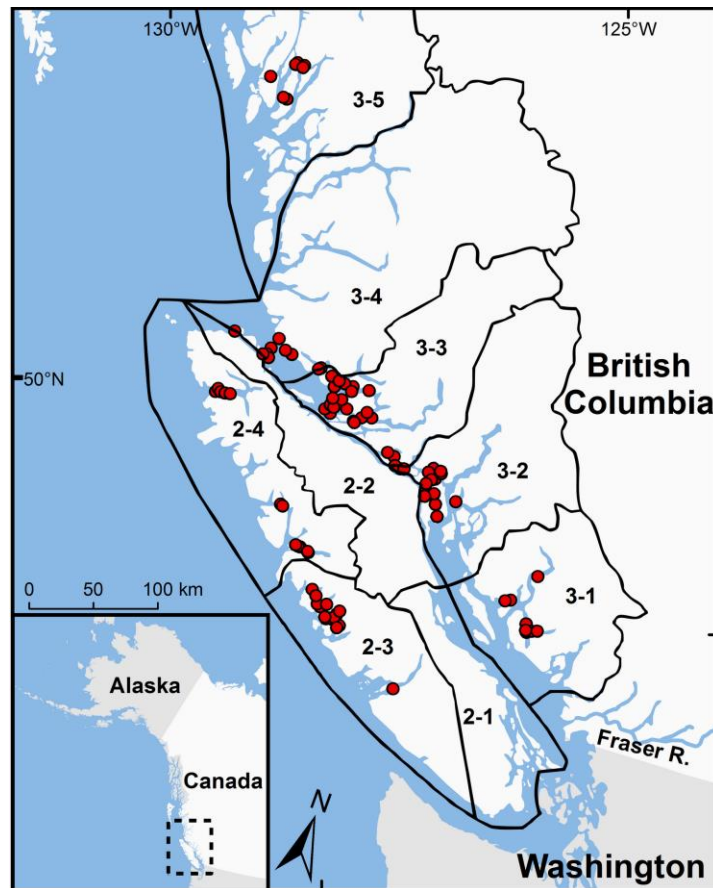 130°W
125°W
3-5
3-4
3-3
50°N
British
Columbia
2-4
2-2
3-2
3-1
0 50 100 km
2-3
2-1
Alaska
Canada
Fraser R.
N
Washington